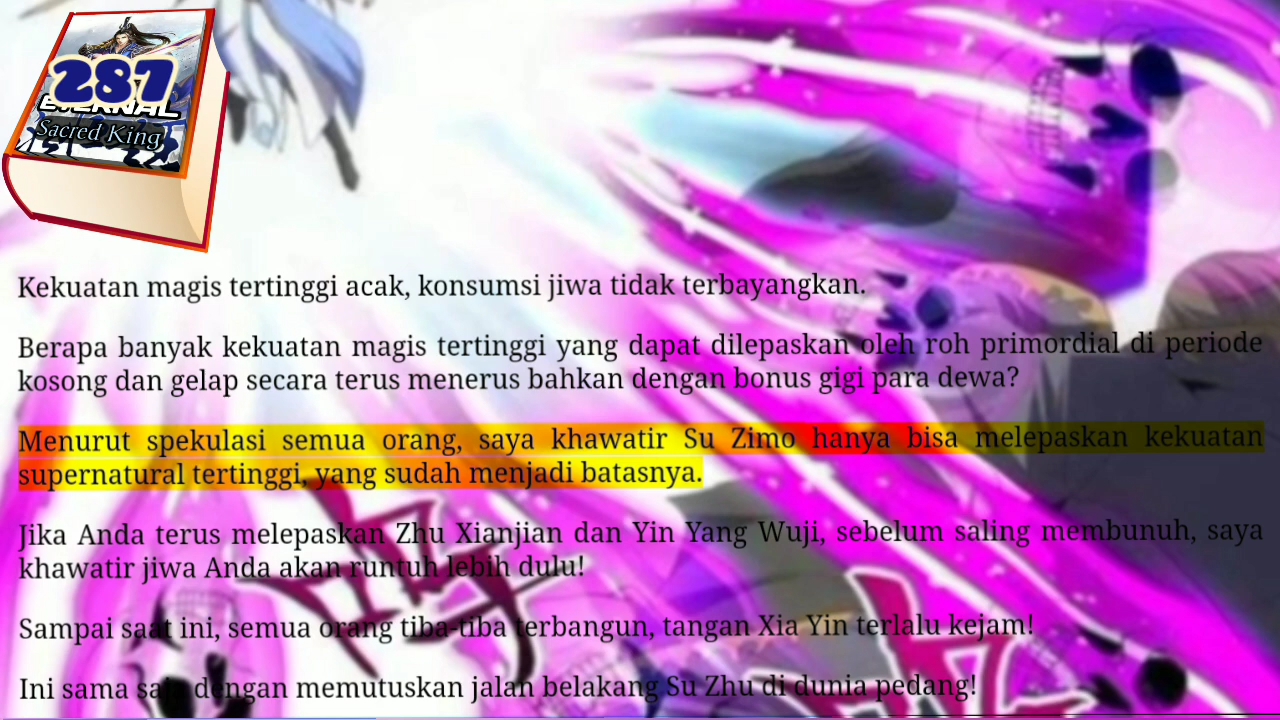 287
ETERNAL
Sacred King
Kekuatan magis tertinggi acak, konsumsi jiwa tidak terbayangkan.
Berapa banyak kekuatan magis tertinggi yang dapat dilepaskan oleh roh primordial di periode
kosong dan gelap secara terus menerus bahkan dengan bonus gigi para dewa?
Menurut spekulasi semua orang, saya khawatir Su Zimo hanya bisa melepaskan kekuatan
supernatural tertinggi, yang sudah menjadi batasnya.
Jika Anda terus melepaskan Zhu Xianjian dan Yin Yang Wuji, sebelum saling membunuh, saya
khawatir jiwa Anda akan runtuh lebih dulu!
Sampai saat ini, semua orang tiba-tiba terbangun, tangan Xia Yin terlalu kejam!
Ini sama saja dengan memutuskan jalan belakang Su Zhu di dunia pedang!